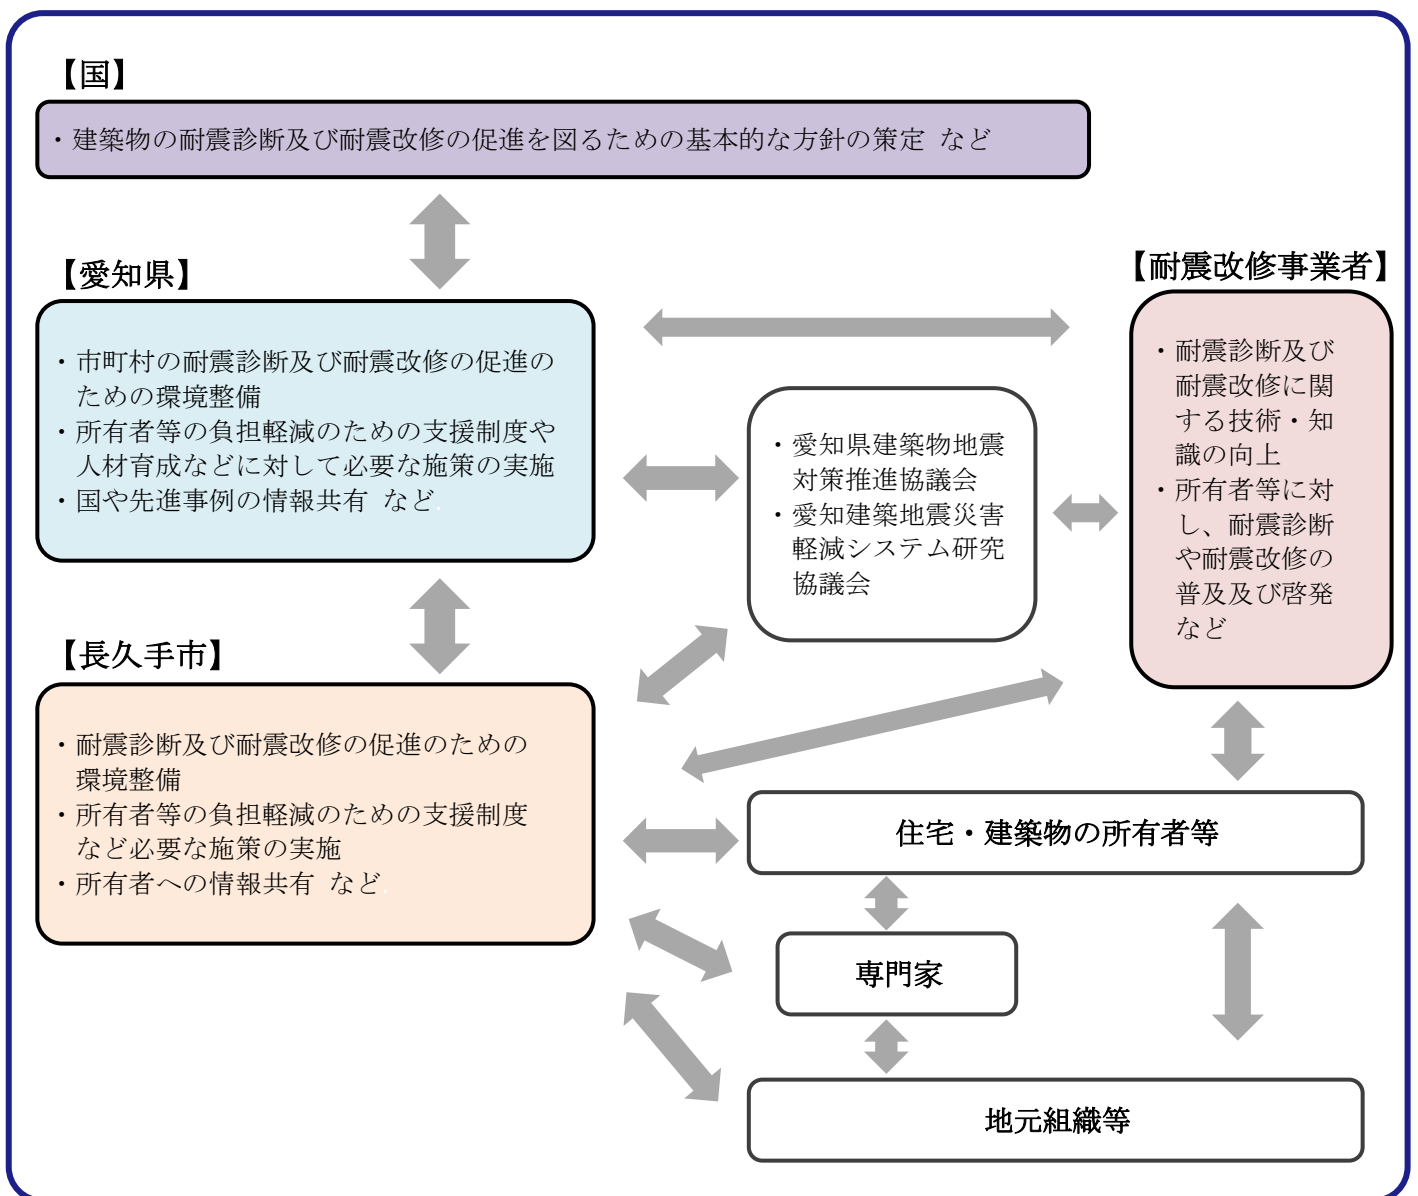 【国】
・建築物の耐震診断及び耐震改修の促進を図るための基本的な方針の策定 など
【愛知県】
・市町村の耐震診断及び耐震改修の促進の
ための環境整備
・所有者等の負担軽減のための支援制度や
人材育成などに対して必要な施策の実施
・国や先進事例の情報共有 など
【耐震改修事業者】
・耐震診断及び
耐震改修に関
する技術・知
識の向上
・所有者等に対
し、耐震診断
や耐震改修の
普及及び啓発
など
・愛知県建築物地震
対策推進協議会
・愛知建築地震災害
軽減システム研究
協議会
【長久手市】
・耐震診断及び耐震改修の促進のための
環境整備
・所有者等の負担軽減のための支援制度
など必要な施策の実施
・所有者への情報共有 など
住宅・建築物の所有者等
専門家
地元組織等